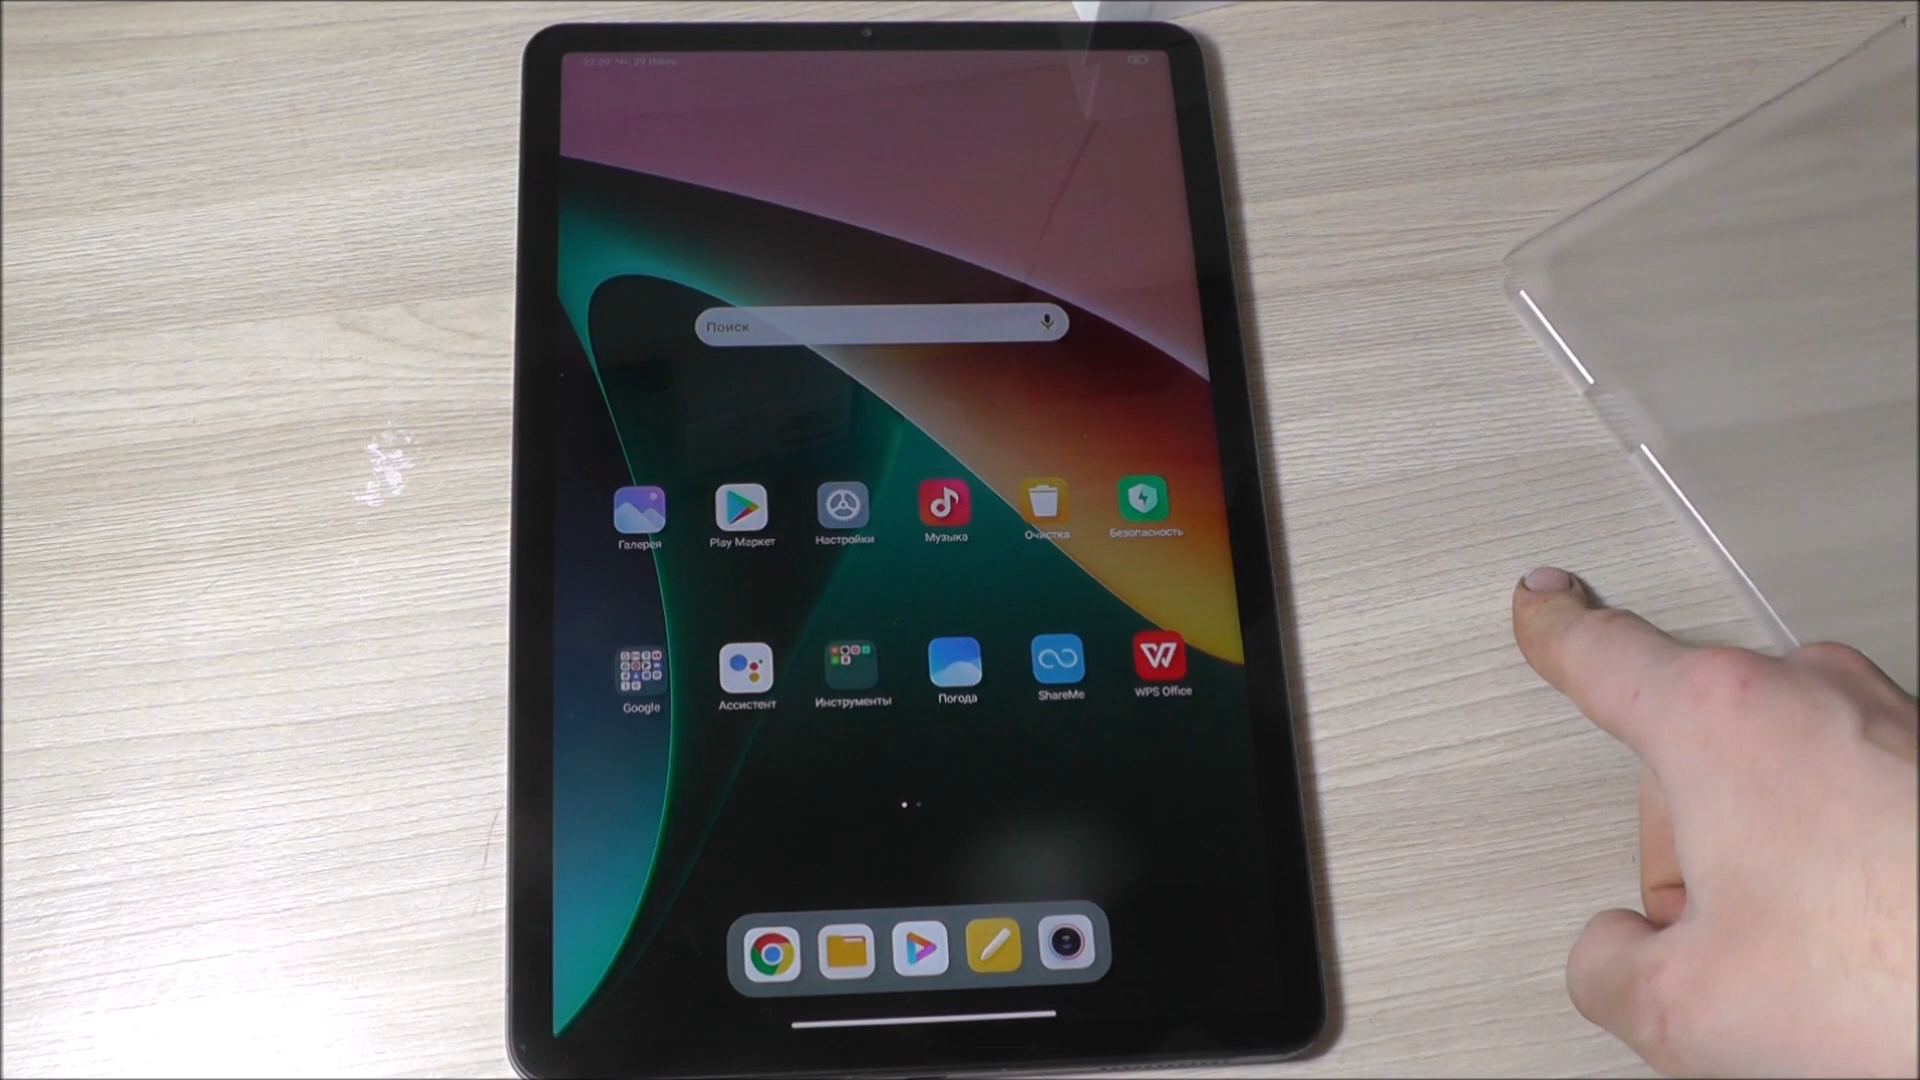 Поиск
Галерея
Play Маркет
Настройки
Музыка
Очистка
Безопасность
Google
Ассистент
Инструменты
Погода
ShareMe
WPS Office